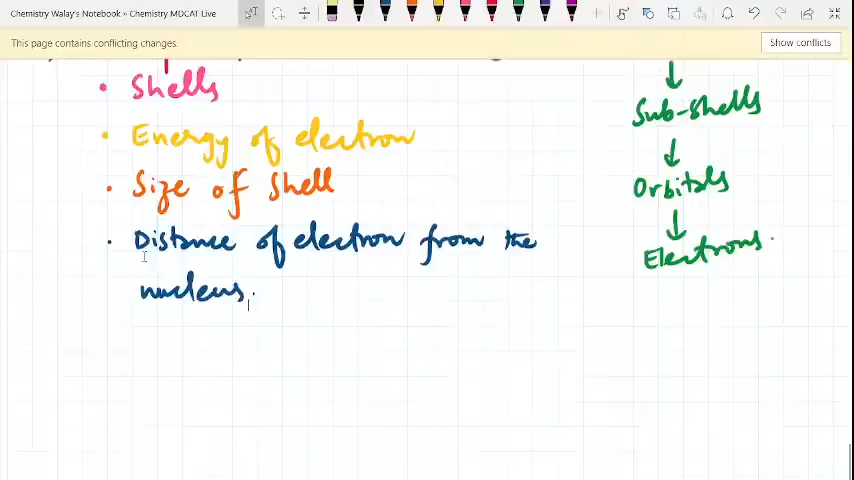 Chemistry Walay's Notebook » Chemistry MDCAT Live
This page contains conflicting changes.
Show conflicts
• Shells
• Energy of electron
• Size of Shell
• Distance of electron from the
nucleus.
↓
Sub-shells
↓
Orbitals
↓
Electrons.